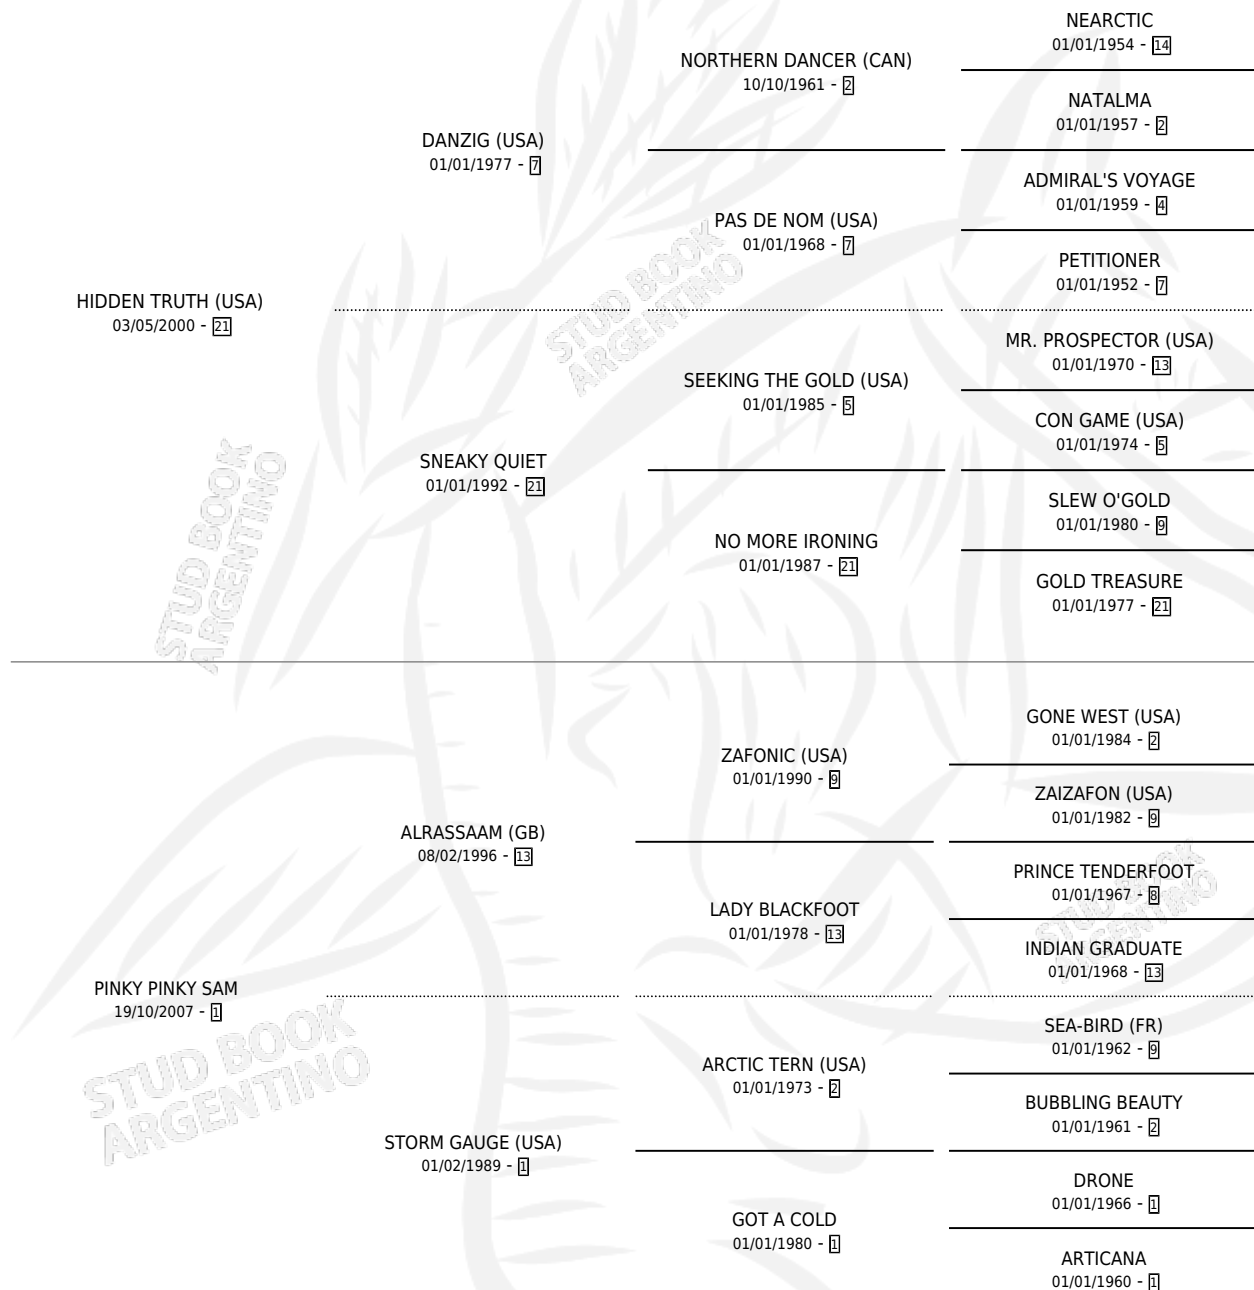 NEARCTIC
01/01/1954 - 14
NORTHERN DANCER (CAN)
10/10/1961 - 2
NATALMA
01/01/1957 - 2
DANZIG (USA)
01/01/1977 - 7
ADMIRAL'S VOYAGE
01/01/1959 - 4
PAS DE NOM (USA)
01/01/1968 - 7
PETITIONER
01/01/1952 - 7
HIDDEN TRUTH (USA)
03/05/2000 - 21
MR. PROSPECTOR (USA)
01/01/1970 - 13
SEEKING THE GOLD (USA)
01/01/1985 - 5
CON GAME (USA)
01/01/1974 - 5
SNEAKY QUIET
01/01/1992 - 21
SLEW O'GOLD
01/01/1980 - 9
NO MORE IRONING
01/01/1987 - 21
GOLD TREASURE
01/01/1977 - 21
GONE WEST (USA)
01/01/1984 - 2
ZAFONIC (USA)
01/01/1990 - 9
ZAIZAFON (USA)
01/01/1982 - 9
ALRASSAAM (GB)
08/02/1996 - 13
PRINCE TENDERFOOT
01/01/1967 - 8
LADY BLACKFOOT
01/01/1978 - 13
INDIAN GRADUATE
01/01/1968 - 13
PINKY PINKY SAM
19/10/2007 - 1
SEA-BIRD (FR)
01/01/1962 - 9
ARCTIC TERN (USA)
01/01/1973 - 2
BUBBLING BEAUTY
01/01/1961 - 2
STORM GAUGE (USA)
01/02/1989 - 1
DRONE
01/01/1966 - 1
GOT A COLD
01/01/1980 - 1
ARTICANA
01/01/1960 - 1
STUD BOOK
ARGENTINO
STUD BOOK
ARGENTINO
STUD BOOK
ARGENTINO
STUD BOOK
ARGENTINO